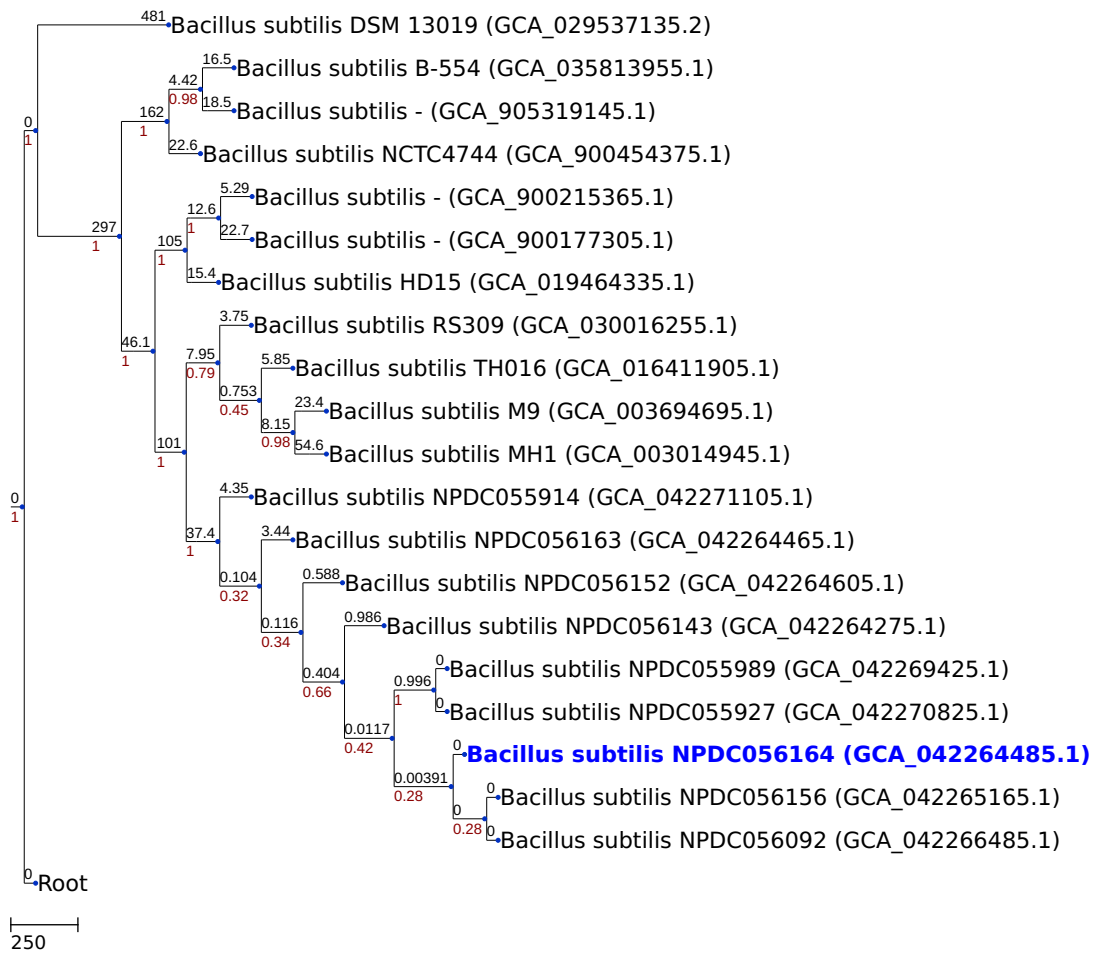 481
Bacillus subtilis DSM 13019 (GCA_029537135.2)
16.5
Bacillus subtilis B-554 (GCA_035813955.1)
4.42
0.98
18.5
Bacillus subtilis - (GCA_905319145.1)
162
1
0
1
22.6
Bacillus subtilis NCTC4744 (GCA_900454375.1)
5.29
Bacillus subtilis - (GCA_900215365.1)
12.6
1
297
1
22.7
Bacillus subtilis - (GCA_900177305.1)
105
1
15.4
Bacillus subtilis HD15 (GCA_019464335.1)
3.75
Bacillus subtilis RS309 (GCA_030016255.1)
46.1
1
7.95
0.79
5.85
Bacillus subtilis TH016 (GCA_016411905.1)
0.753
0.45
23.4
Bacillus subtilis M9 (GCA_003694695.1)
8.15
0.98
54.6
Bacillus subtilis MH1 (GCA_003014945.1)
101
1
4.35
Bacillus subtilis NPDC055914 (GCA_042271105.1)
0
1
37.4
1
3.44
Bacillus subtilis NPDC056163 (GCA_042264465.1)
0.104
0.32
0.588
Bacillus subtilis NPDC056152 (GCA_042264605.1)
0.116
0.34
0.986
Bacillus subtilis NPDC056143 (GCA_042264275.1)
0.404
0.66
0
Bacillus subtilis NPDC055989 (GCA_042269425.1)
0.996
1
0
Bacillus subtilis NPDC055927 (GCA_042270825.1)
0.0117
0.42
0
Bacillus subtilis NPDC056164 (GCA_042264485.1)
0.00391
0.28
0
Bacillus subtilis NPDC056156 (GCA_042265165.1)
0
0.28
0
Bacillus subtilis NPDC056092 (GCA_042266485.1)
0
Root
250